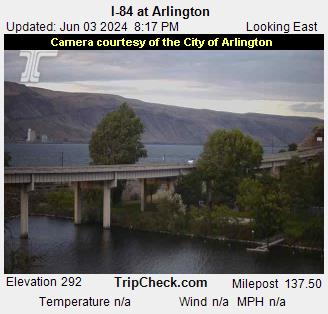 I-84 at Arlington
Updated: Jun 03 2024 8:17 PM Looking East
Camera courtesy of the City of Arlington
Elevation 292 TripCheck.com Milepost 137.50
Temperature n/a Wind n/a MPH n/a